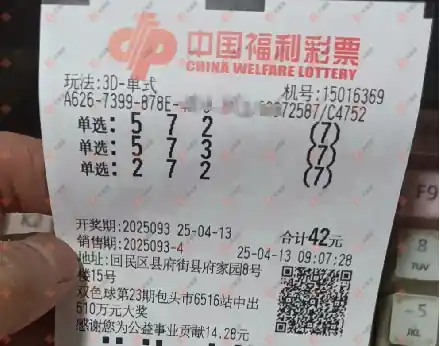 中国福利彩票
CHINA WELFARE LOTTERY
玩法:3D-单式 机号:15016369
A626-7399-878E- 72587/C4752
单选: 5 7 2 (7)
单选: 5 7 3 (7)
单选: 2 7 2 (7)
开奖期:2025093 25-04-13 合计42元
销售期:2025093-4 25-04-13 09:07:28
地址:回民区县府街县府家园8号
楼15号
双色球第23期包头市6516站中出
610万元大奖
感谢您为公益事业贡献14.28元
F9
8
TUV
5
JKL